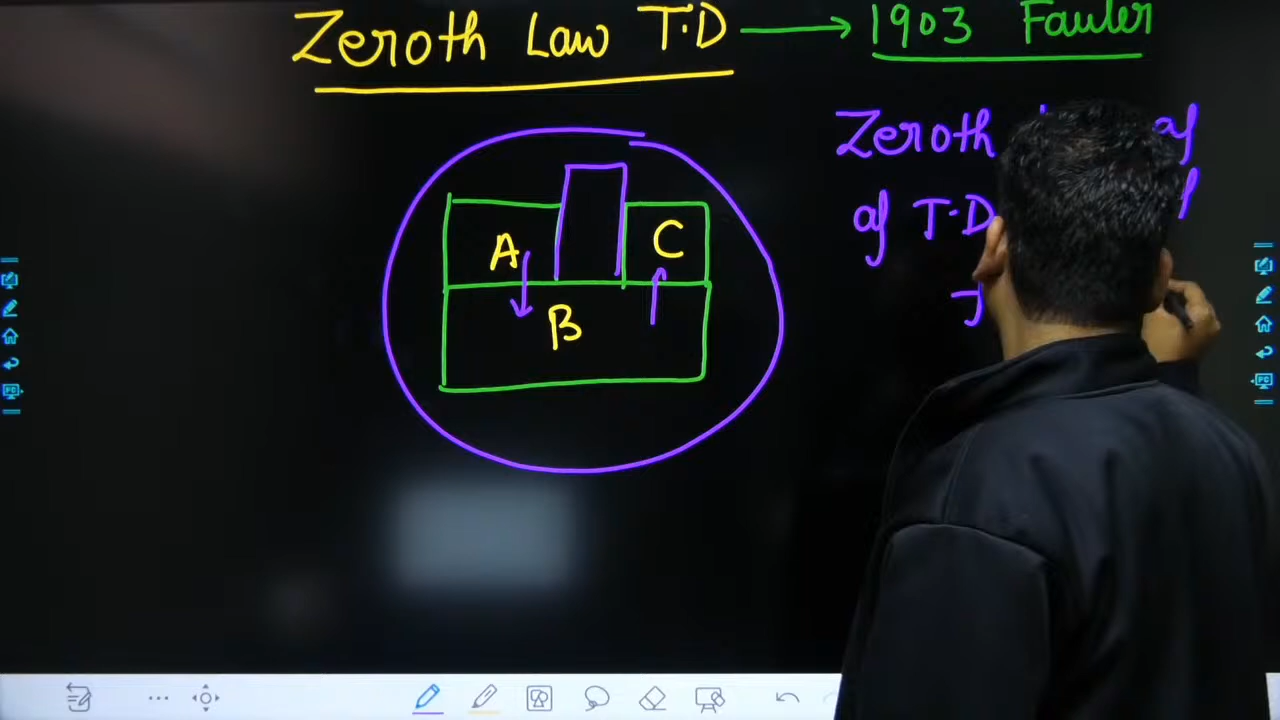 Zeroth Law T.D → 1903 Fauler
Zeroth
of T.D
A
C
B